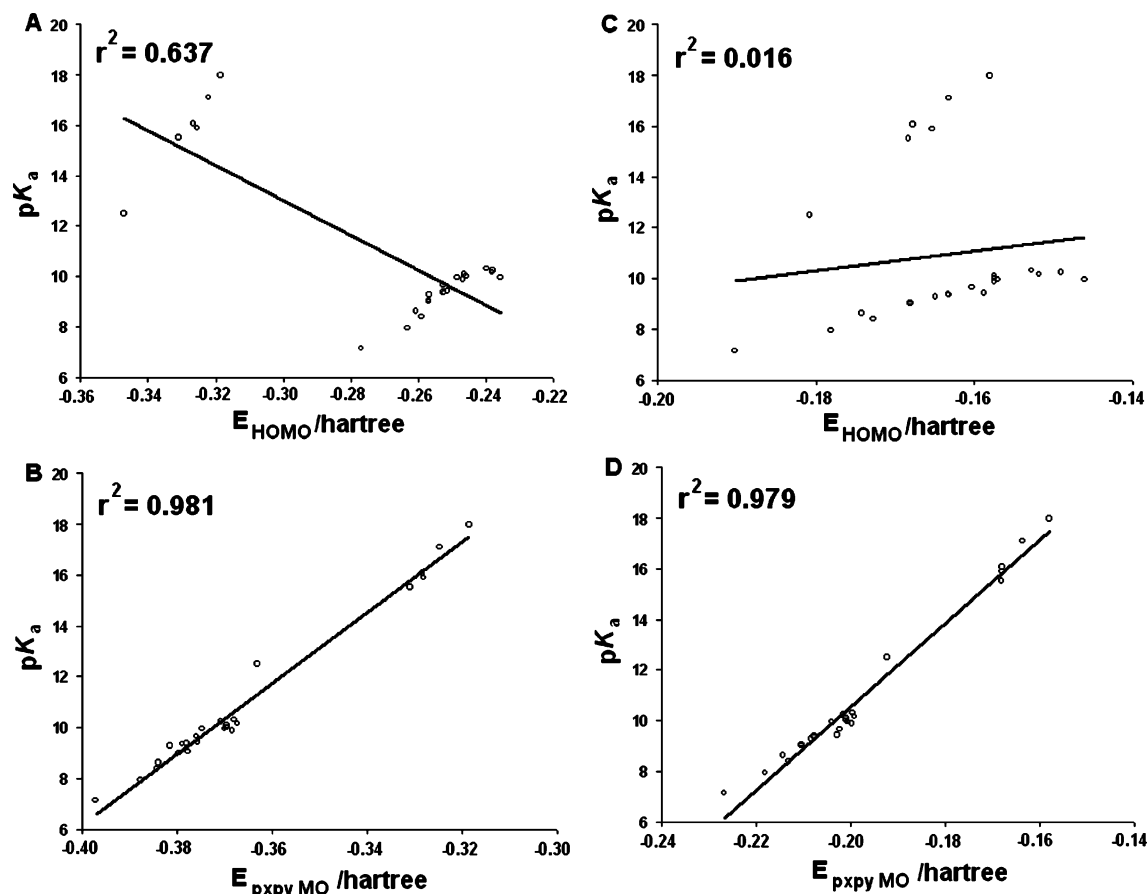 A
r² = 0.637
pKa
20
18
16
14
12
10
8
6
-0.36 -0.34 -0.32 -0.30 -0.28 -0.26 -0.24 -0.22
E HOMO /hartree
C
r² = 0.016
pKa
20
18
16
14
12
10
8
6
-0.20 -0.18 -0.16 -0.14
E HOMO /hartree
B
r² = 0.981
pKa
20
18
16
14
12
10
8
6
-0.40 -0.38 -0.36 -0.34 -0.32 -0.30
E pxpy MO /hartree
D
r² = 0.979
pKa
20
18
16
14
12
10
8
6
-0.24 -0.22 -0.20 -0.18 -0.16 -0.14
E pxpy MO /hartree